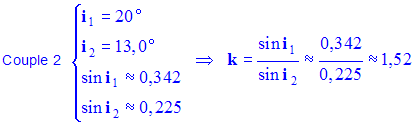 i₁ = 20°
i₂ = 13,0°
Couple 2 { sin i₁ ≈ 0,342 ⇒ k = sin i₁ / sin i₂ ≈ 0,342 / 0,225 ≈ 1,52
sin i₂ ≈ 0,225